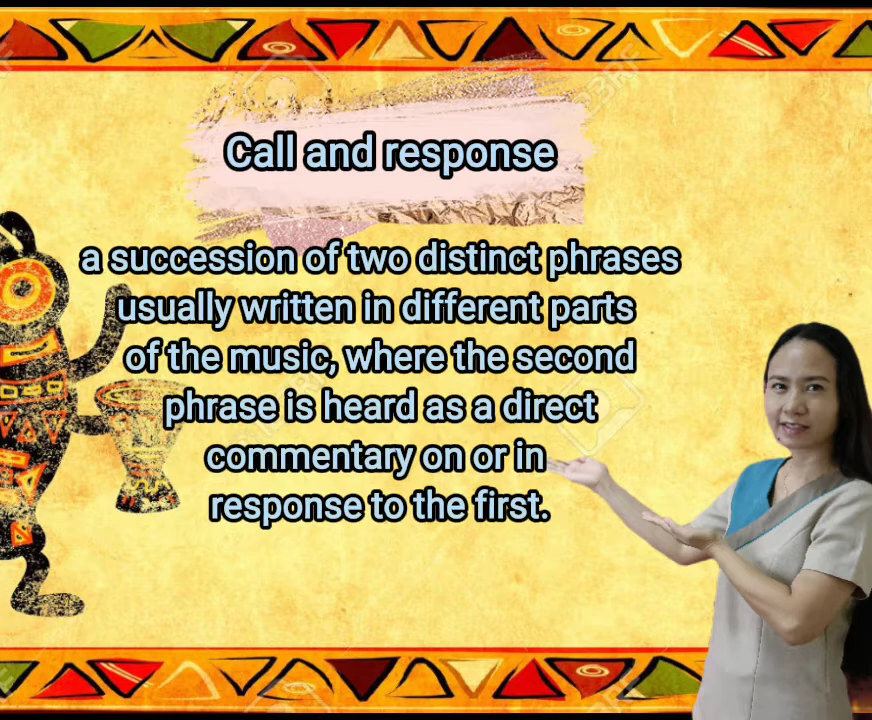 Call and response
a succession of two distinct phrases
usually written in different parts
of the music, where the second
phrase is heard as a direct
commentary on or in
response to the first.